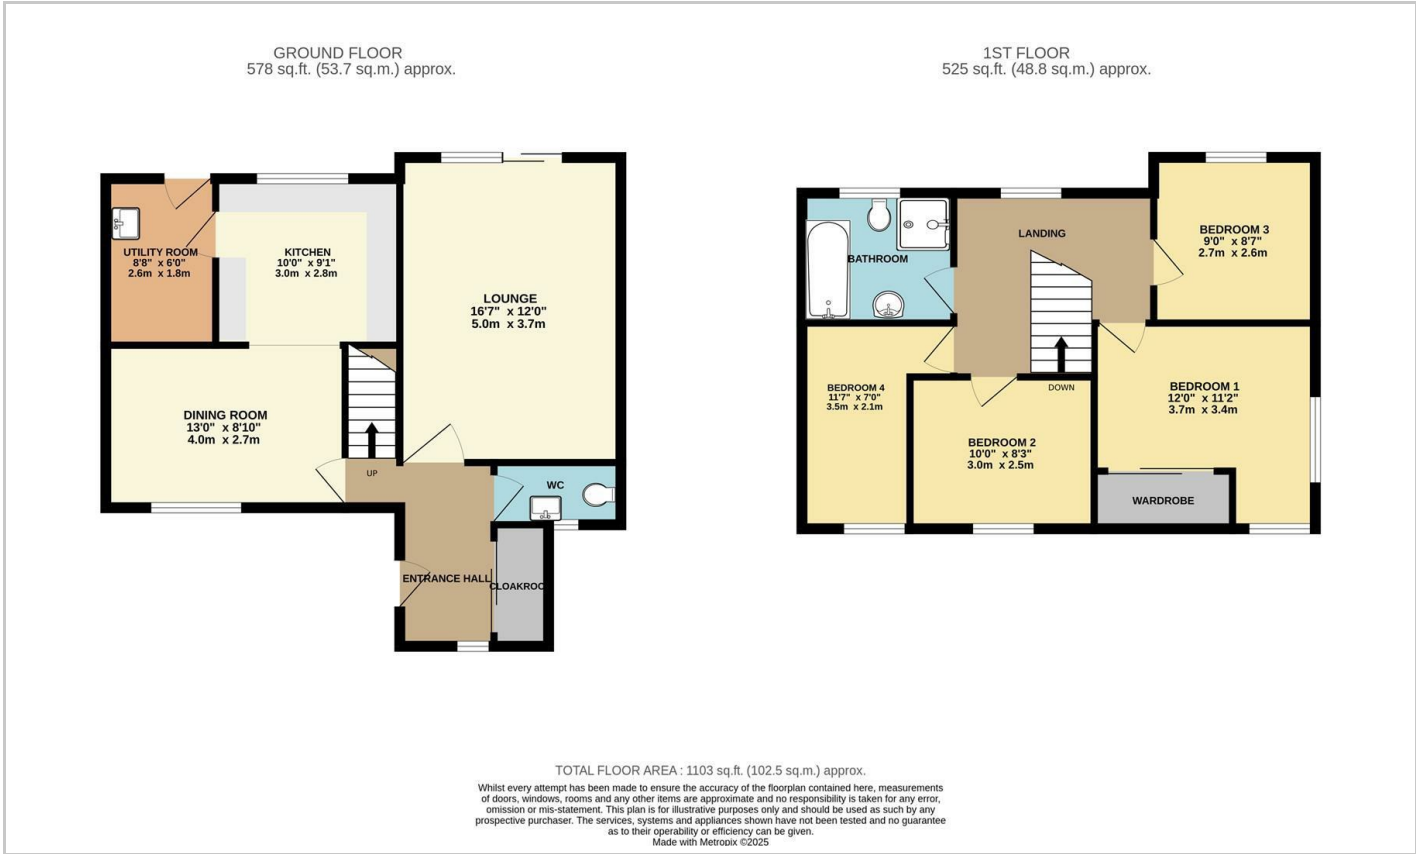 GROUND FLOOR
578 sq.ft. (53.7 sq.m.) approx.
UTILITY ROOM
8'8" x 6'0"
2.6m x 1.8m
KITCHEN
10'0" x 9'1"
3.0m x 2.8m
LOUNGE
16'7" x 12'0"
5.0m x 3.7m
DINING ROOM
13'0" x 8'10"
4.0m x 2.7m
UP
WC
ENTRANCE HALL
CLOAKROO
1ST FLOOR
525 sq.ft. (48.8 sq.m.) approx.
BATHROOM
LANDING
BEDROOM 3
9'0" x 8'7"
2.7m x 2.6m
BEDROOM 4
11'7" x 7'0"
3.5m x 2.1m
DOWN
BEDROOM 2
10'0" x 8'3"
3.0m x 2.5m
BEDROOM 1
12'0" x 11'2"
3.7m x 3.4m
WARDROBE
TOTAL FLOOR AREA : 1103 sq.ft. (102.5 sq.m.) approx.
Whilst every attempt has been made to ensure the accuracy of the floorplan contained here, measurements
of doors, windows, rooms and any other items are approximate and no responsibility is taken for any error,
omission or mis-statement. This plan is for illustrative purposes only and should be used as such by any
prospective purchaser. The services, systems and appliances shown have not been tested and no guarantee
as to their operability or efficiency can be given.
Made with Metropix ©2025